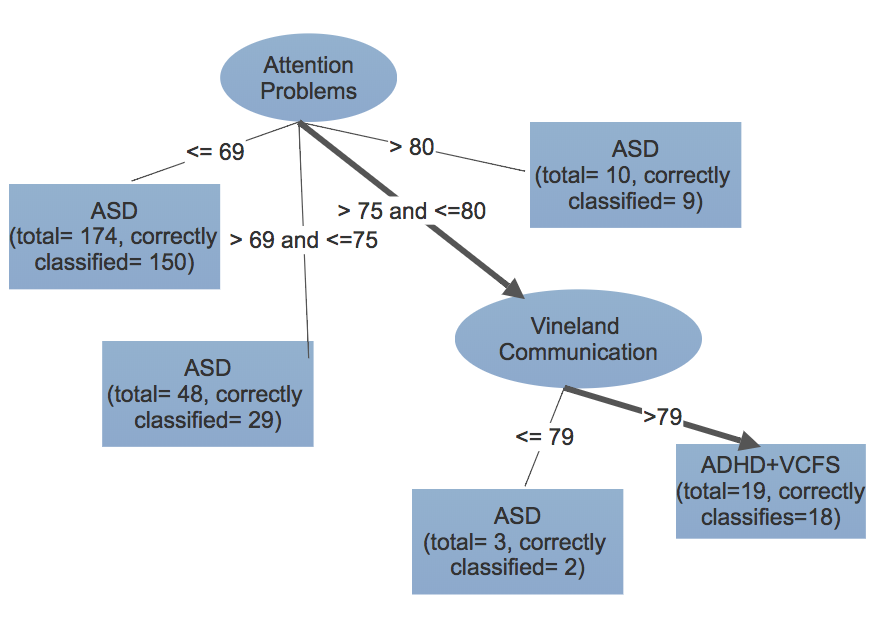 Attention
Problems
<= 69
> 80
ASD
(total= 10, correctly
classified= 9)
> 75 and <=80
ASD
(total= 174, correctly
classified= 150)
> 69 and <=75
Vineland
Communication
ASD
(total= 48, correctly
classified= 29)
<= 79
>79
ADHD+VCFS
(total=19, correctly
classifies=18)
ASD
(total= 3, correctly
classified= 2)